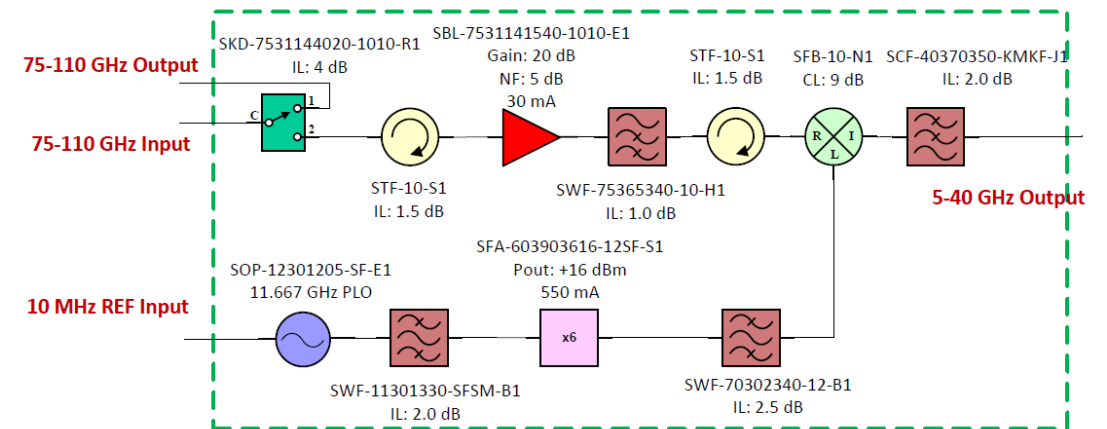 SKD-7531144020-1010-R1
IL: 4 dB
SBL-7531141540-1010-E1
Gain: 20 dB
NF: 5 dB
30 mA
STF-10-S1
IL: 1.5 dB
SFB-10-N1
CL: 9 dB
SCF-40370350-KMKF-J1
IL: 2.0 dB
75-110 GHz Output
75-110 GHz Input
C
1
2
R
I
L
STF-10-S1
IL: 1.5 dB
SWF-75365340-10-H1
IL: 1.0 dB
5-40 GHz Output
10 MHz REF Input
SOP-12301205-SF-E1
11.667 GHz PLO
SFA-603903616-12SF-S1
Pout: +16 dBm
550 mA
x6
SWF-11301330-SFSM-B1
IL: 2.0 dB
SWF-70302340-12-B1
IL: 2.5 dB